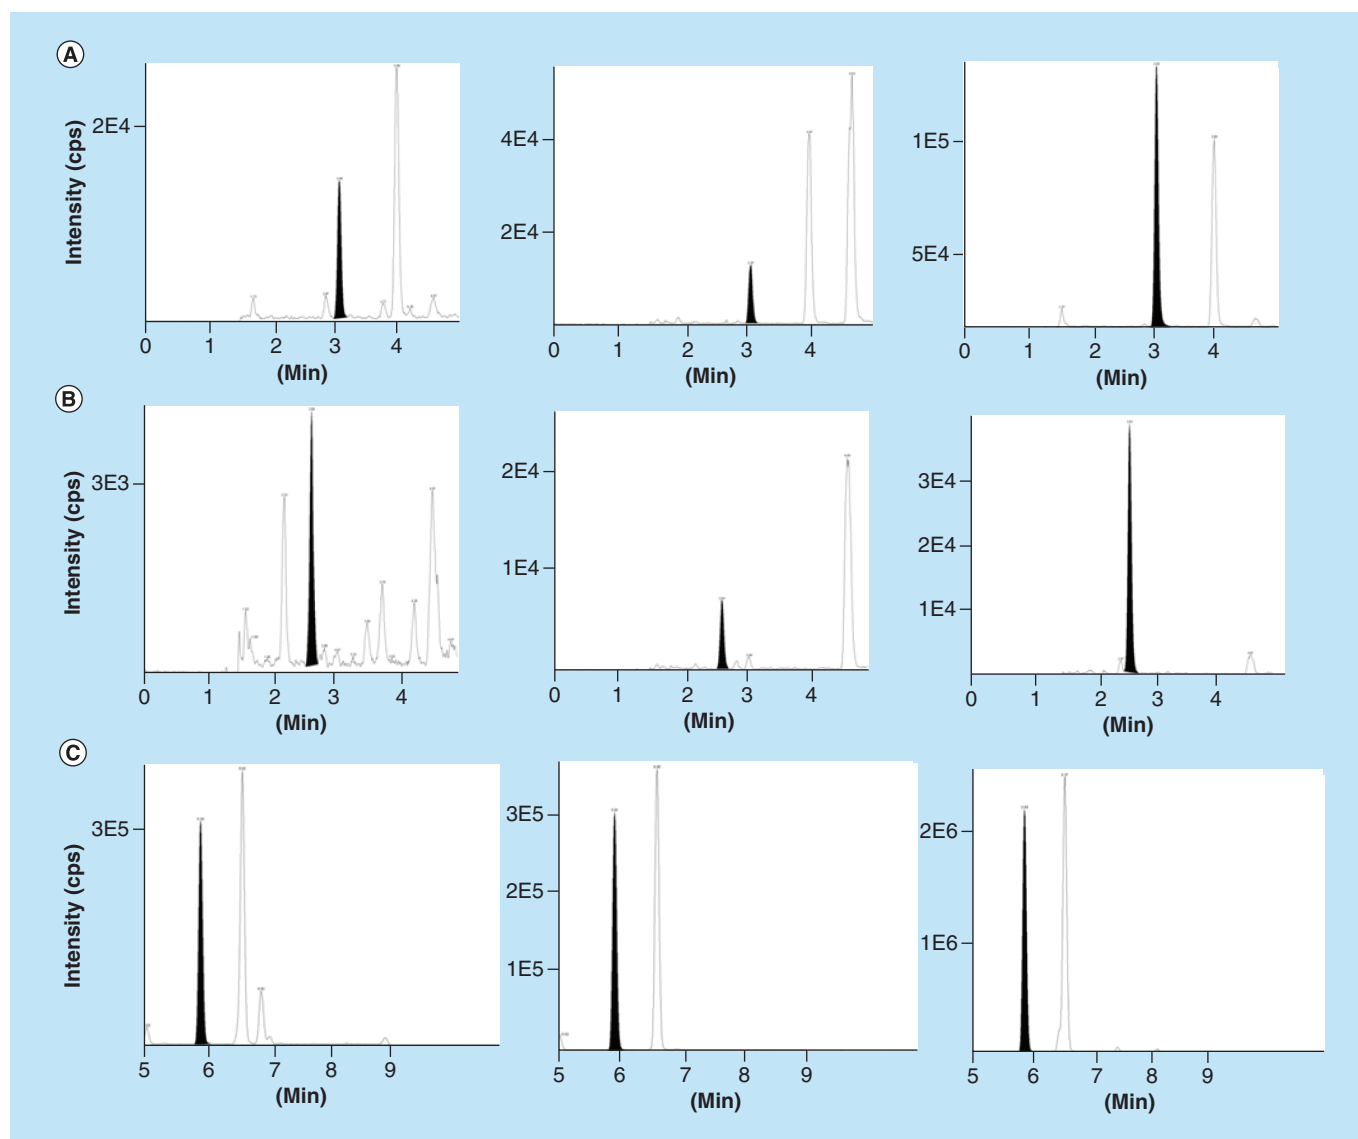 A
Intensity (cps)
2E4
0 1 2 3 4
(Min)
4E4
2E4
0 1 2 3 4
(Min)
1E5
5E4
0 1 2 3 4
(Min)
B
Intensity (cps)
3E3
0 1 2 3 4
(Min)
2E4
1E4
0 1 2 3 4
(Min)
3E4
2E4
1E4
0 1 2 3 4
(Min)
C
Intensity (cps)
3E5
5 6 7 8 9
(Min)
3E5
2E5
1E5
5 6 7 8 9
(Min)
2E6
1E6
5 6 7 8 9
(Min)